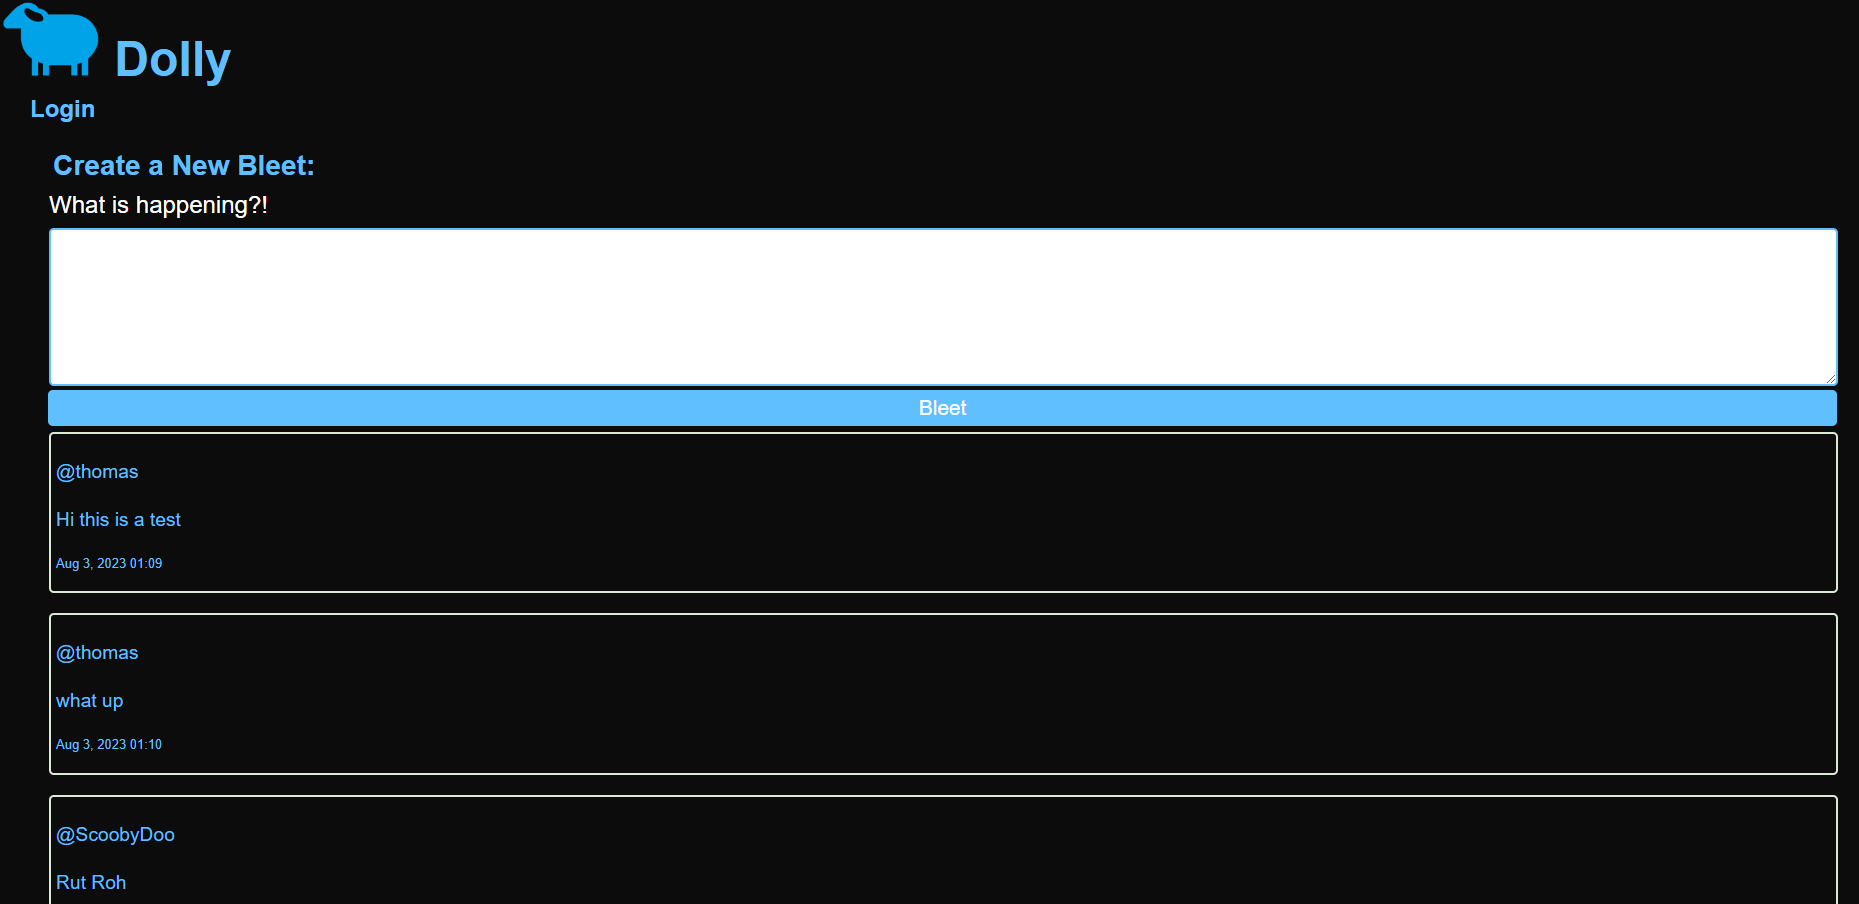 Dolly
Login
Create a New Bleet:
What is happening?!
Bleet
@thomas
Hi this is a test
Aug 3, 2023 01:09
@thomas
what up
Aug 3, 2023 01:10
@ScoobyDoo
Rut Roh